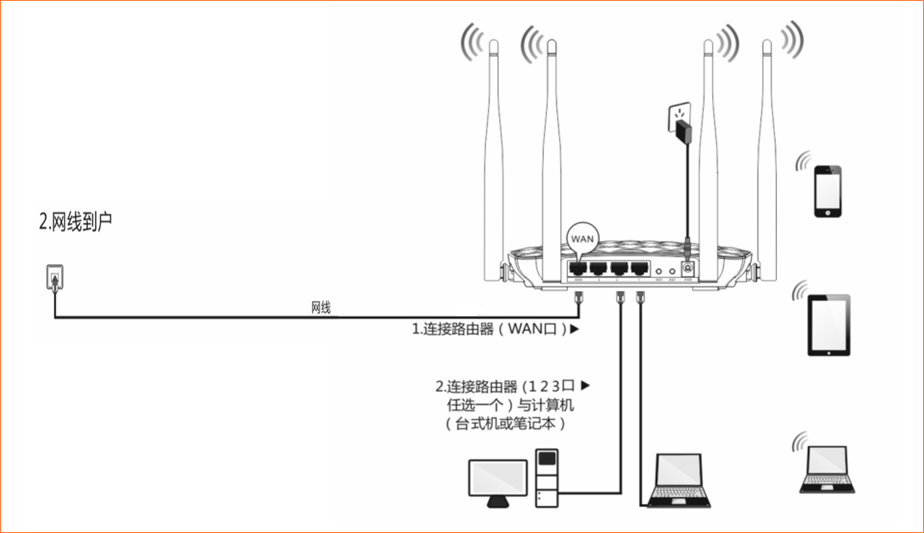 2.网线到户
WAN
网线
1.连接路由器（WAN口）▶
2.连接路由器（1 2 3口 ▶
任选一个）与计算机
（台式机或笔记本）